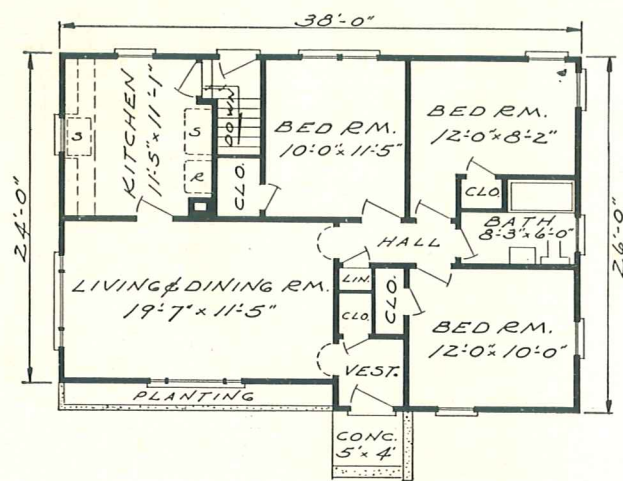 38'-0"
24'-0"
26'-0"
KITCHEN
11'-5" x 11'-1"
S
S
R
DOWN
CLO.
BED RM.
10'-0" x 11'-5"
BED RM.
12'-0" x 8'-2"
CLO.
BATH
8'-3" x 6'-0"
HALL
LIVING & DINING RM.
19'-7" x 11'-5"
LIN.
CLO.
CLO.
BED RM.
12'-0" x 10'-0"
VEST.
PLANTING
CONC.
5' x 4'